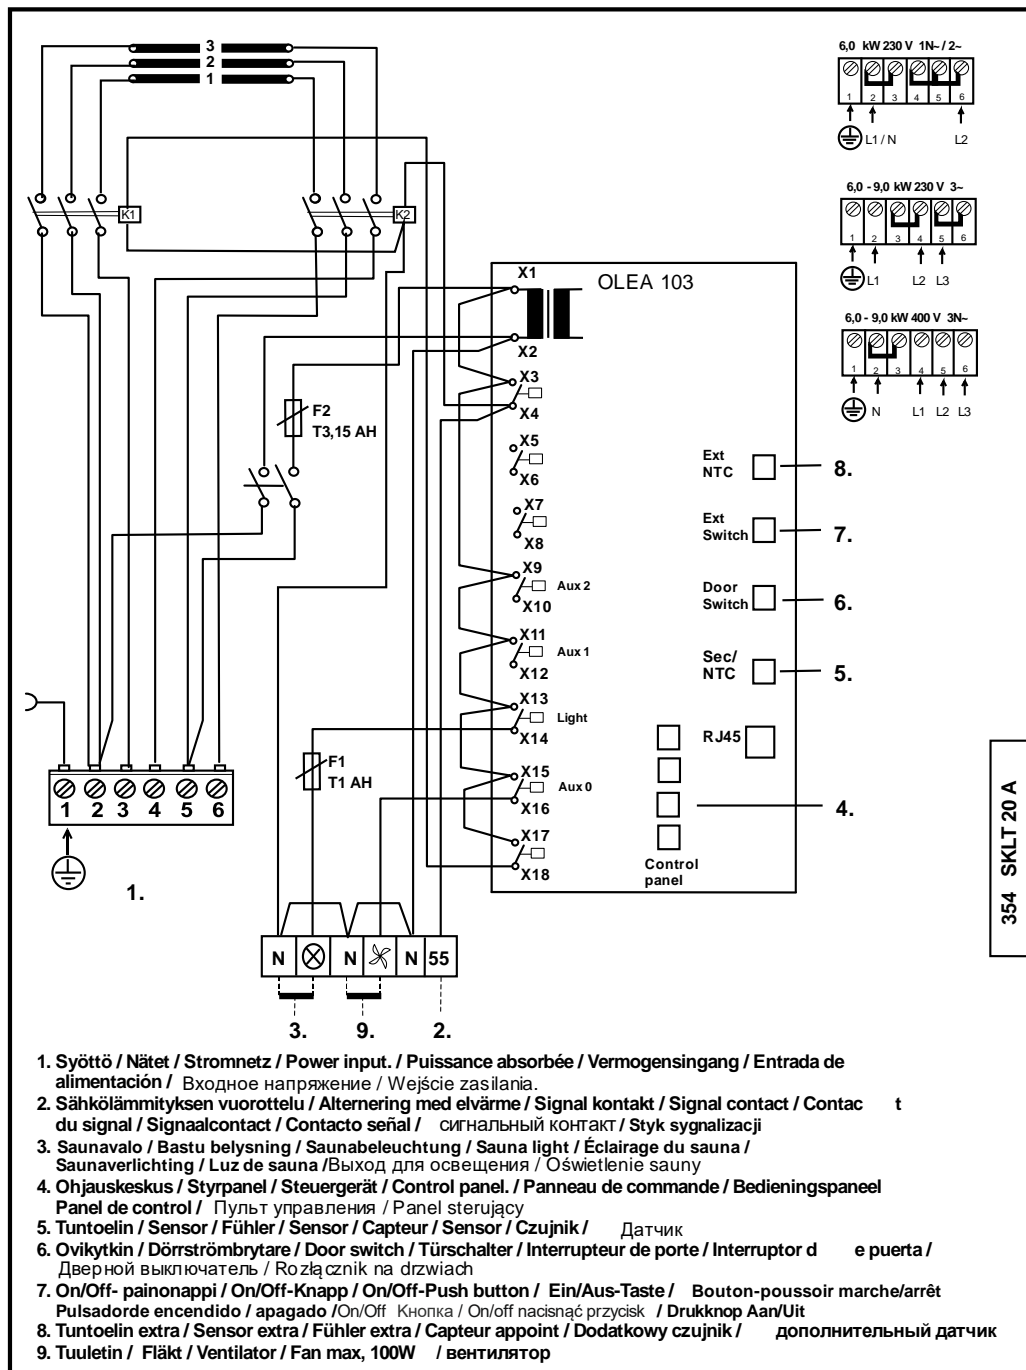 3
2
1
K1
K2
6,0 kW 230 V 1N~ / 2~
1 2 3 4 5 6
L1 / N L2
6,0 - 9,0 kW 230 V 3~
1 2 3 4 5 6
L1 L2 L3
6,0 - 9,0 kW 400 V 3N~
1 2 3 4 5 6
N L1 L2 L3
OLEA 103
X1
X2
X3
X4
X5
X6
X7
X8
X9
Aux 2
X10
X11
Aux 1
X12
X13
Light
X14
X15
Aux 0
X16
X17
X18
F2
T3,15 AH
F1
T1 AH
Ext
NTC
8.
Ext
Switch
7.
Door
Switch
6.
Sec/
NTC
5.
RJ45
4.
Control
panel
1 2 3 4 5 6
1.
N N N 55
3. 9. 2.
354 SKLT 20 A
1. Syöttö / Nätet / Stromnetz / Power input. / Puissance absorbée / Vermogensingang / Entrada de
alimentación / Входное напряжение / Wejście zasilania.
2. Sähkölämmityksen vuorottelu / Alternering med elvärme / Signal kontakt / Signal contact / Contac t
du signal / Signaalcontact / Contacto señal / сигнальный контакт / Styk sygnalizacji
3. Saunavalo / Bastu belysning / Saunabeleuchtung / Sauna light / Éclairage du sauna /
Saunaverlichting / Luz de sauna /Выход для освещения / Oświetlenie sauny
4. Ohjauskeskus / Styrpanel / Steuergerät / Control panel. / Panneau de commande / Bedieningspaneel
Panel de control / Пульт управления / Panel sterujący
5. Tuntoelin / Sensor / Fühler / Sensor / Capteur / Sensor / Czujnik / Датчик
6. Ovikytkin / Dörrströmbrytare / Door switch / Türschalter / Interrupteur de porte / Interruptor d e puerta /
Дверной выключатель / Rozłącznik na drzwiach
7. On/Off- painonappi / On/Off-Knapp / On/Off-Push button / Ein/Aus-Taste / Bouton-poussoir marche/arrêt
Pulsadorde encendido / apagado /On/Off Кнопка / On/off nacisnąć przycisk / Drukknop Aan/Uit
8. Tuntoelin extra / Sensor extra / Fühler extra / Capteur appoint / Dodatkowy czujnik / дополнительный датчик
9. Tuuletin / Fläkt / Ventilator / Fan max, 100W / вентилятор